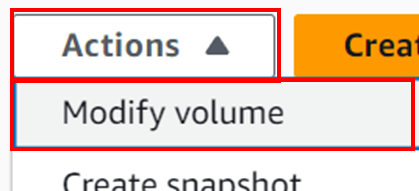 Actions ▲ Creat
Modify volume
Create snapshot